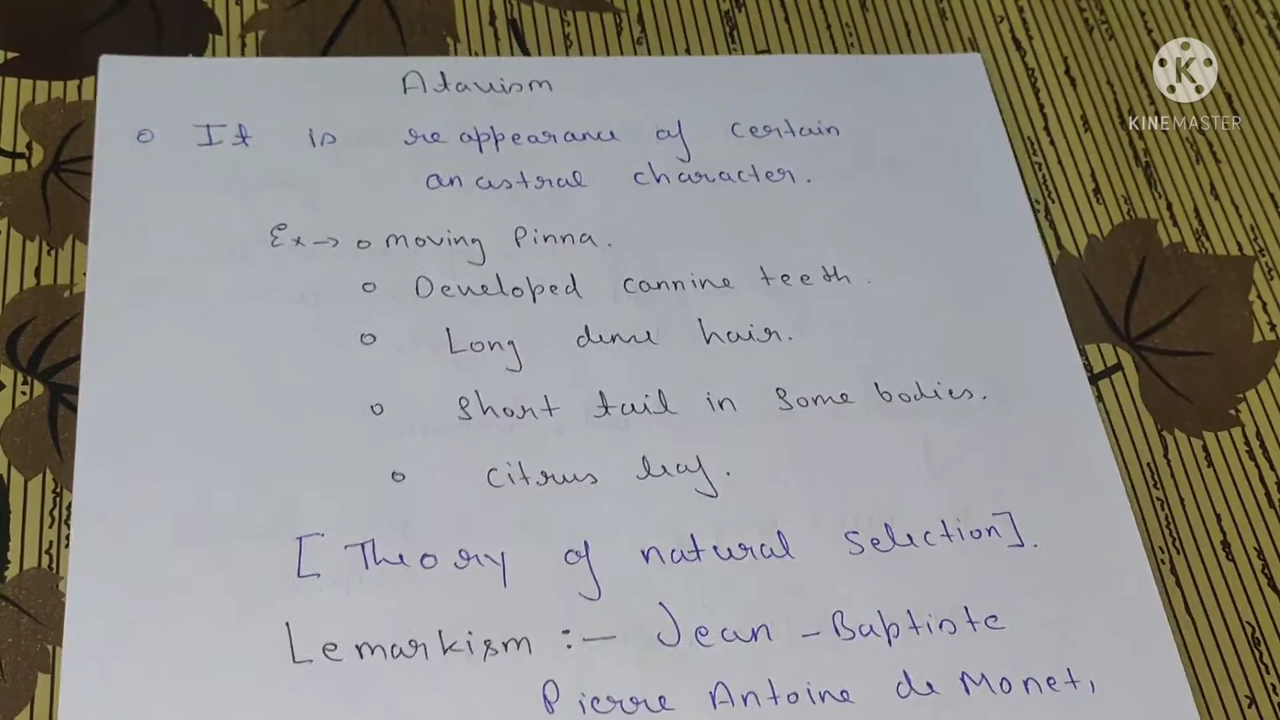 Atavism
It is reappearance of certain
ancestral character.
Ex→ o moving Pinna.
o Developed cannine teeth.
o Long dense hair.
o Short tail in some bodies.
o Citrus leaf.
[Theory of natural selection].
Lemarkism :- Jean-Baptiste
Pierre Antoine de Monet,
K
KINEMASTER